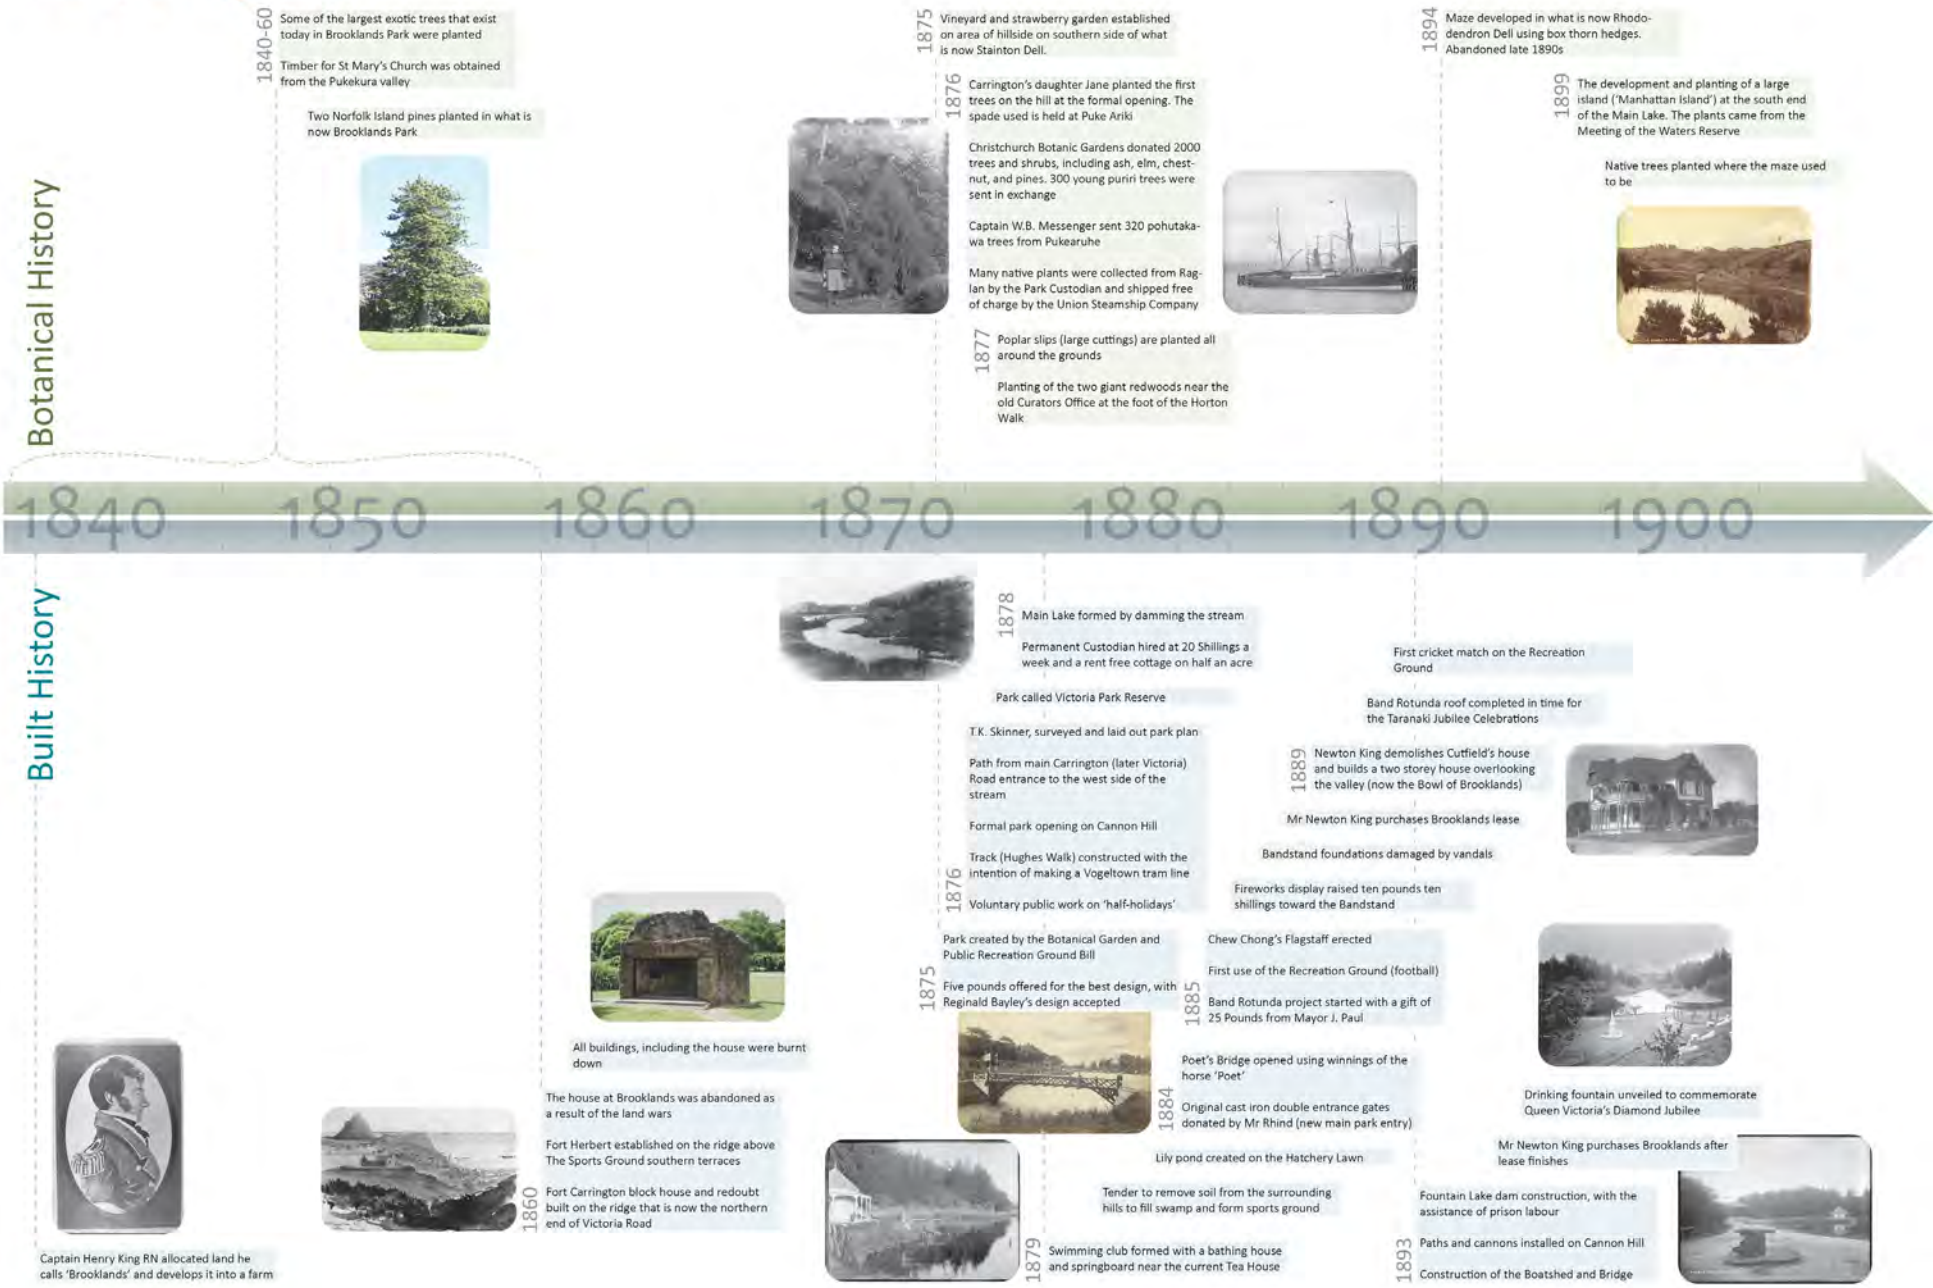 Botanical History
1840-60
Some of the largest exotic trees that exist
today in Brooklands Park were planted
Timber for St Mary's Church was obtained
from the Pukekura valley
Two Norfolk Island pines planted in what is
now Brooklands Park
1875
Vineyard and strawberry garden established
on area of hillside on southern side of what
is now Stainton Dell.
1876
Carrington's daughter Jane planted the first
trees on the hill at the formal opening. The
spade used is held at Puke Ariki
Christchurch Botanic Gardens donated 2000
trees and shrubs, including ash, elm, chest-
nut, and pines. 300 young puriri trees were
sent in exchange
Captain W.B. Messenger sent 320 pohutaka-
wa trees from Pukearuhe
Many native plants were collected from Rag-
lan by the Park Custodian and shipped free
of charge by the Union Steamship Company
1877
Poplar slips (large cuttings) are planted all
around the grounds
Planting of the two giant redwoods near the
old Curators Office at the foot of the Horton
Walk
1894
Maze developed in what is now Rhodo-
dendron Dell using box thorn hedges.
Abandoned late 1890s
1899
The development and planting of a large
island ('Manhattan Island') at the south end
of the Main Lake. The plants came from the
Meeting of the Waters Reserve
Native trees planted where the maze used
to be
1840 1850 1860 1870 1880 1890 1900
Built History
Captain Henry King RN allocated land he
calls 'Brooklands' and develops it into a farm
All buildings, including the house were burnt
down
The house at Brooklands was abandoned as
a result of the land wars
Fort Herbert established on the ridge above
The Sports Ground southern terraces
1860
Fort Carrington block house and redoubt
built on the ridge that is now the northern
end of Victoria Road
1878
Main Lake formed by damming the stream
Permanent Custodian hired at 20 Shillings a
week and a rent free cottage on half an acre
Park called Victoria Park Reserve
T.K. Skinner, surveyed and laid out park plan
Path from main Carrington (later Victoria)
Road entrance to the west side of the
stream
Formal park opening on Cannon Hill
Track (Hughes Walk) constructed with the
intention of making a Vogeltown tram line
1876
Voluntary public work on 'half-holidays'
Park created by the Botanical Garden and
Public Recreation Ground Bill
1875
Five pounds offered for the best design, with
Reginald Bayley's design accepted
First cricket match on the Recreation
Ground
Band Rotunda roof completed in time for
the Taranaki Jubilee Celebrations
1889
Newton King demolishes Cutfield's house
and builds a two storey house overlooking
the valley (now the Bowl of Brooklands)
Mr Newton King purchases Brooklands lease
Bandstand foundations damaged by vandals
Fireworks display raised ten pounds ten
shillings toward the Bandstand
Chew Chong's Flagstaff erected
First use of the Recreation Ground (football)
1885
Band Rotunda project started with a gift of
25 Pounds from Mayor J. Paul
Poet's Bridge opened using winnings of the
horse 'Poet'
1884
Original cast iron double entrance gates
donated by Mr Rhind (new main park entry)
Lily pond created on the Hatchery Lawn
Tender to remove soil from the surrounding
hills to fill swamp and form sports ground
1879
Swimming club formed with a bathing house
and springboard near the current Tea House
Drinking fountain unveiled to commemorate
Queen Victoria's Diamond Jubilee
Mr Newton King purchases Brooklands after
lease finishes
Fountain Lake dam construction, with the
assistance of prison labour
1893
Paths and cannons installed on Cannon Hill
Construction of the Boatshed and Bridge